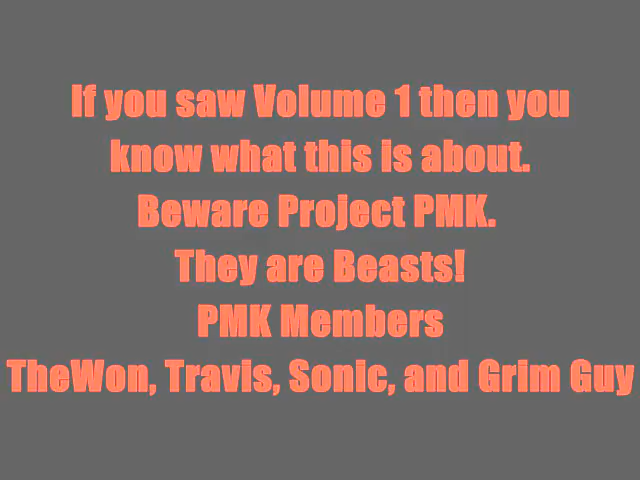 If you saw Volume 1 then you
know what this is about.
Beware Project PMK.
They are Beasts!
PMK Members
TheWon, Travis, Sonic, and Grim Guy